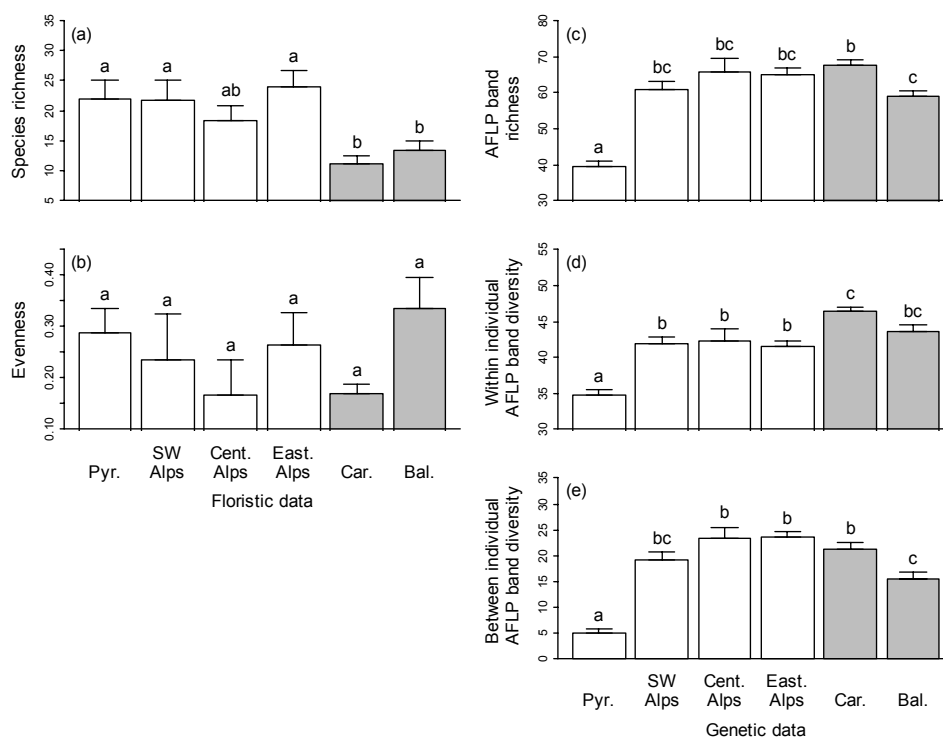 (a)
Species richness
5 10 15 20 25 30 35
a a ab a b b
(b)
Evenness
0.10 0.20 0.30 0.40
a a a a a a
Pyr. SW Alps Cent. Alps East. Alps Car. Bal.
Floristic data
(c)
AFLP band
richness
30 40 50 60 70 80
a bc bc bc b c
(d)
Within individual
AFLP band diversity
30 35 40 45 50 55
a b b b c bc
(e)
Between individual
AFLP band diversity
0 5 10 15 20 25 30 35
a bc b b b c
Pyr. SW Alps Cent. Alps East. Alps Car. Bal.
Genetic data